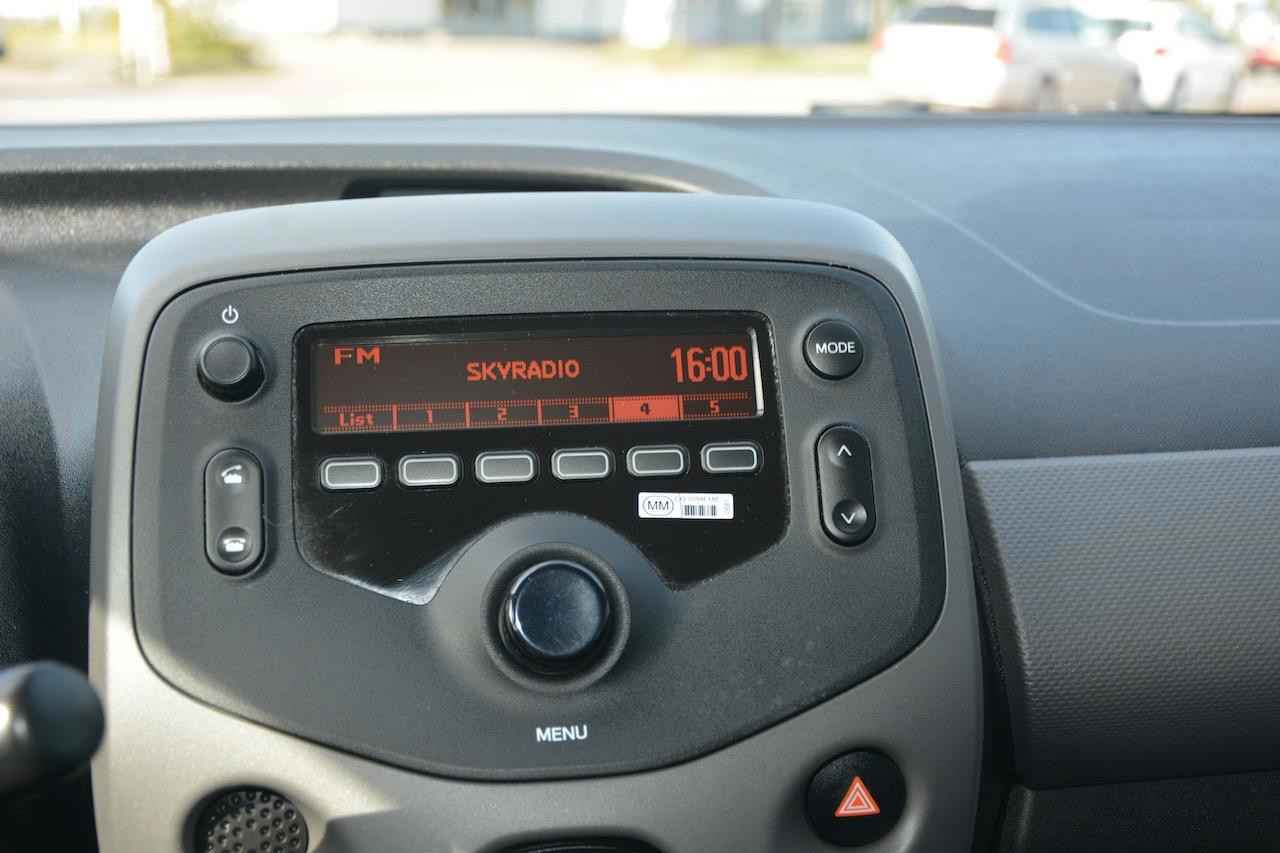 FM SKYRADIO 16:00
List 1 2 3 4 5
MODE
MM
MENU